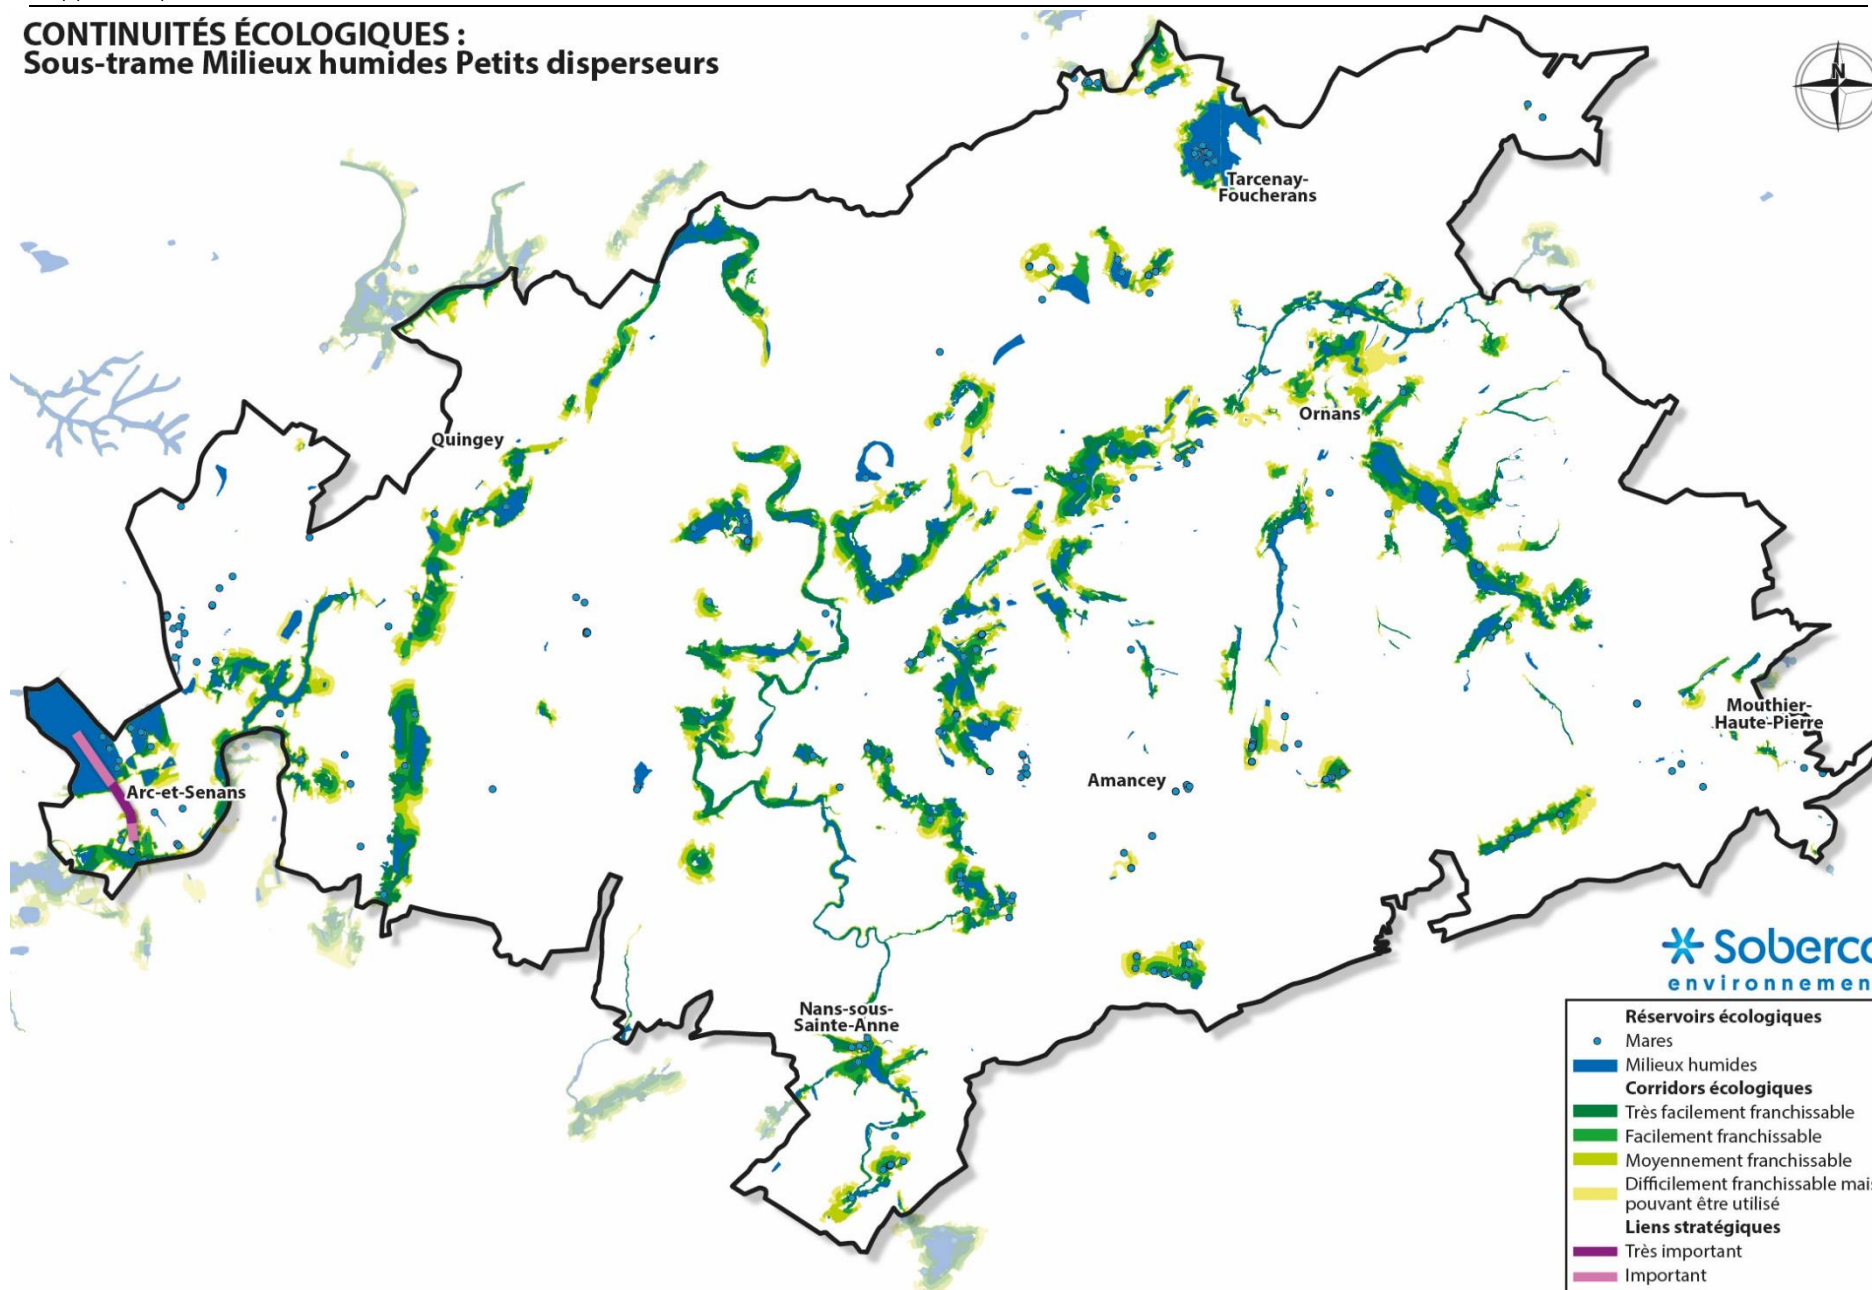 CONTINUITÉS ÉCOLOGIQUES :
Sous-trame Milieux humides Petits disperseurs
N
Tarcenay-
Foucherans
Ornans
Quingey
Mouthier-
Haute-Pierre
Arc-et-Senans
Amancey
Nans-sous-
Sainte-Anne
Soberco
environnemen
Réservoirs écologiques
Mares
Milieux humides
Corridors écologiques
Très facilement franchissable
Facilement franchissable
Moyennement franchissable
Difficilement franchissable mais
pouvant être utilisé
Liens stratégiques
Très important
Important